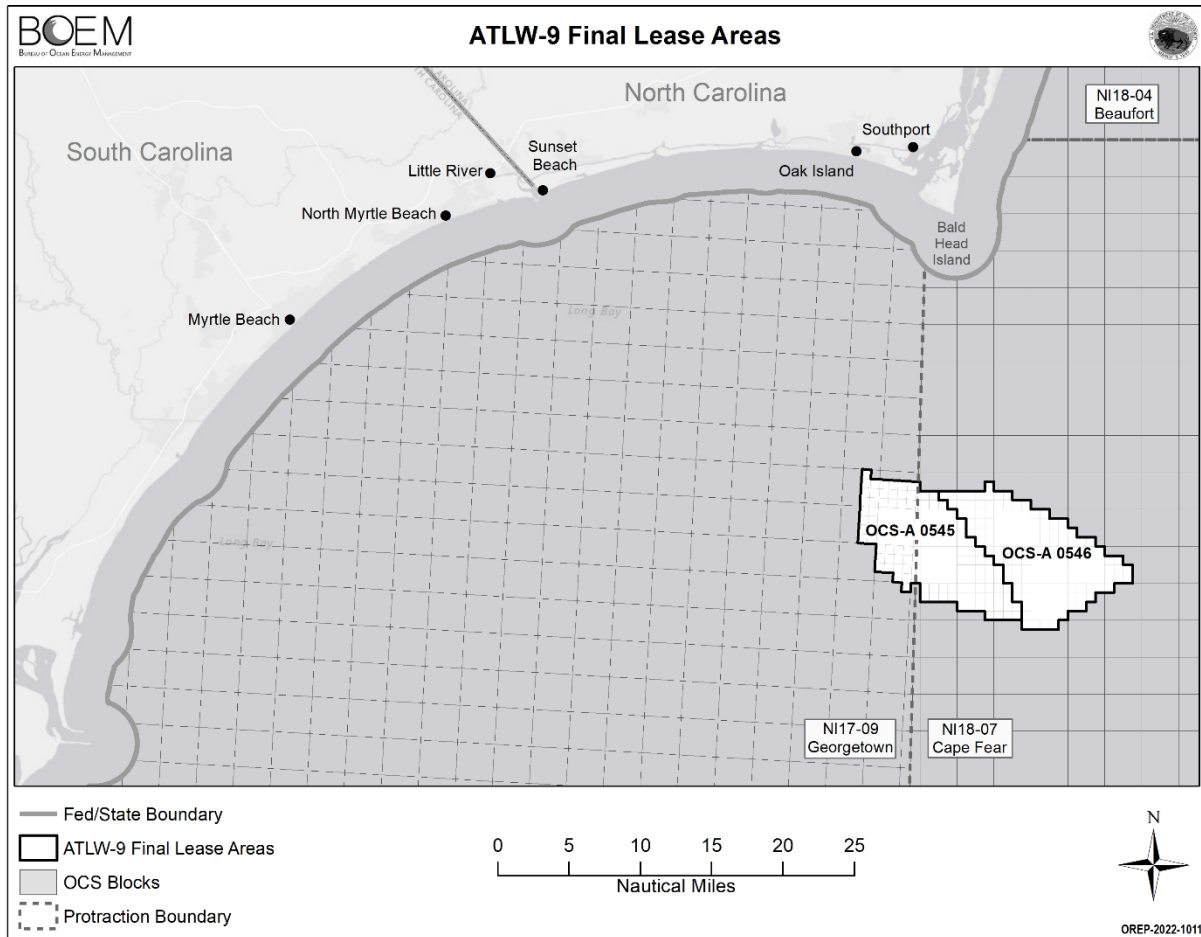 BOEM
BUREAU OF OCEAN ENERGY MANAGEMENT
ATLW-9 Final Lease Areas
North Carolina
South Carolina
NI18-04
Beaufort
Southport
Sunset
Beach
Little River
Oak Island
North Myrtle Beach
Bald
Head
Island
Long Bay
Myrtle Beach
OCS-A 0545
OCS-A 0546
Long Bay
NI17-09
Georgetown
NI18-07
Cape Fear
Fed/State Boundary
ATLW-9 Final Lease Areas
OCS Blocks
Protraction Boundary
0 5 10 15 20 25
Nautical Miles
N
OREP-2022-1011